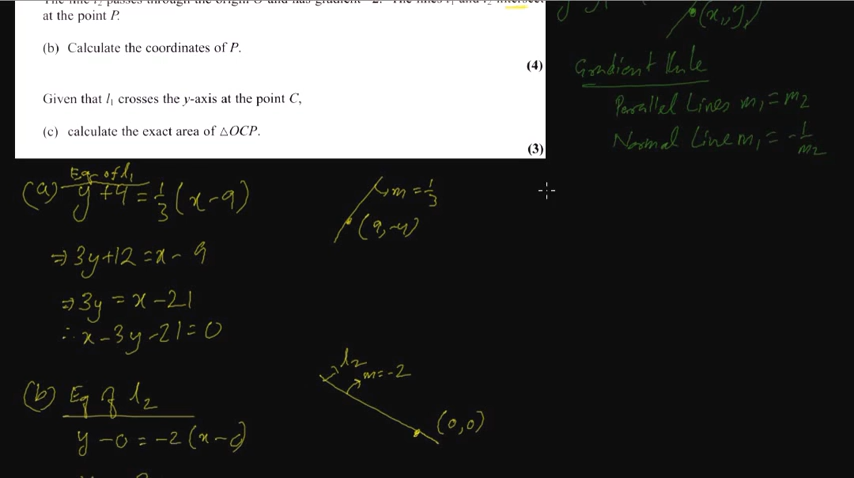 at the point P.
(b) Calculate the coordinates of P.
(4)
Given that l₁ crosses the y-axis at the point C,
(c) calculate the exact area of △OCP.
(3)
(x₁, y₁)
Gradient Rule
Parallel Lines m₁ = m₂
Normal Line m₁ = -1/m₂
Eq of l₁
(a) y+4 = 1/3 (x-9)
m = 1/3
(9,-4)
⇒ 3y+12 = x - 9
⇒ 3y = x - 21
∴ x - 3y - 21 = 0
l₂
m = -2
(0,0)
(b) Eq of l₂
y - 0 = -2 (x - 0)